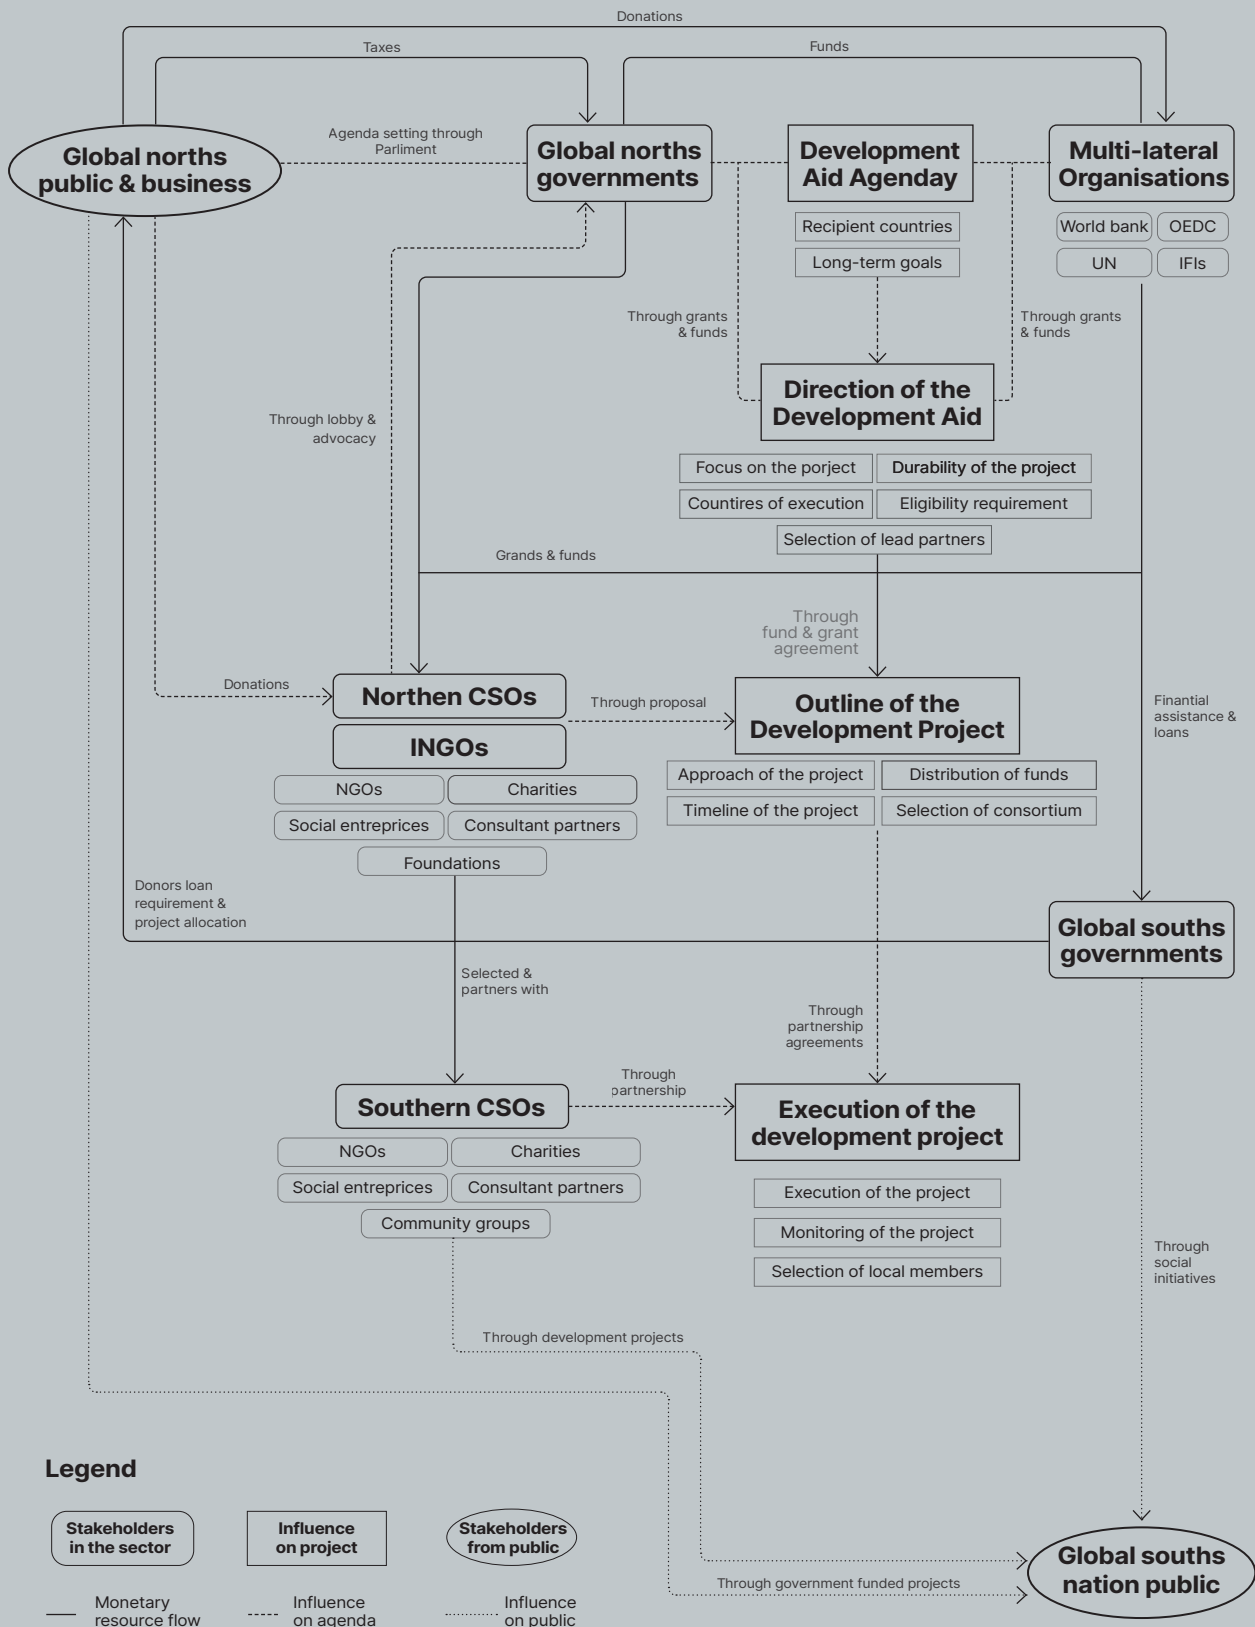 Donations
Taxes
Funds
Global norths
public & business
Agenda setting through
Parliment
Global norths
governments
Development
Aid Agenday
Multi-lateral
Organisations
Recipient countries
Long-term goals
World bank
OEDC
UN
IFIs
Through grants
& funds
Through grants
& funds
Direction of the
Development Aid
Through lobby &
advocacy
Focus on the porject
Durability of the project
Countires of execution
Eligibility requirement
Selection of lead partners
Grands & funds
Through
fund & grant
agreement
Donations
Northen CSOs
INGOs
Through proposal
Outline of the
Development Project
Finantial
assistance &
loans
NGOs
Charities
Social entreprices
Consultant partners
Foundations
Approach of the project
Distribution of funds
Timeline of the project
Selection of consortium
Donors loan
requirement &
project allocation
Global souths
governments
Selected &
partners with
Through
partnership
agreements
Southern CSOs
Through
partnership
Execution of the
development project
NGOs
Charities
Social entreprices
Consultant partners
Community groups
Execution of the project
Monitoring of the project
Selection of local members
Through
social
initiatives
Through development projects
Legend
Stakeholders
in the sector
Influence
on project
Stakeholders
from public
Monetary
resource flow
Influence
on agenda
Influence
on public
Through government funded projects
Global souths
nation public